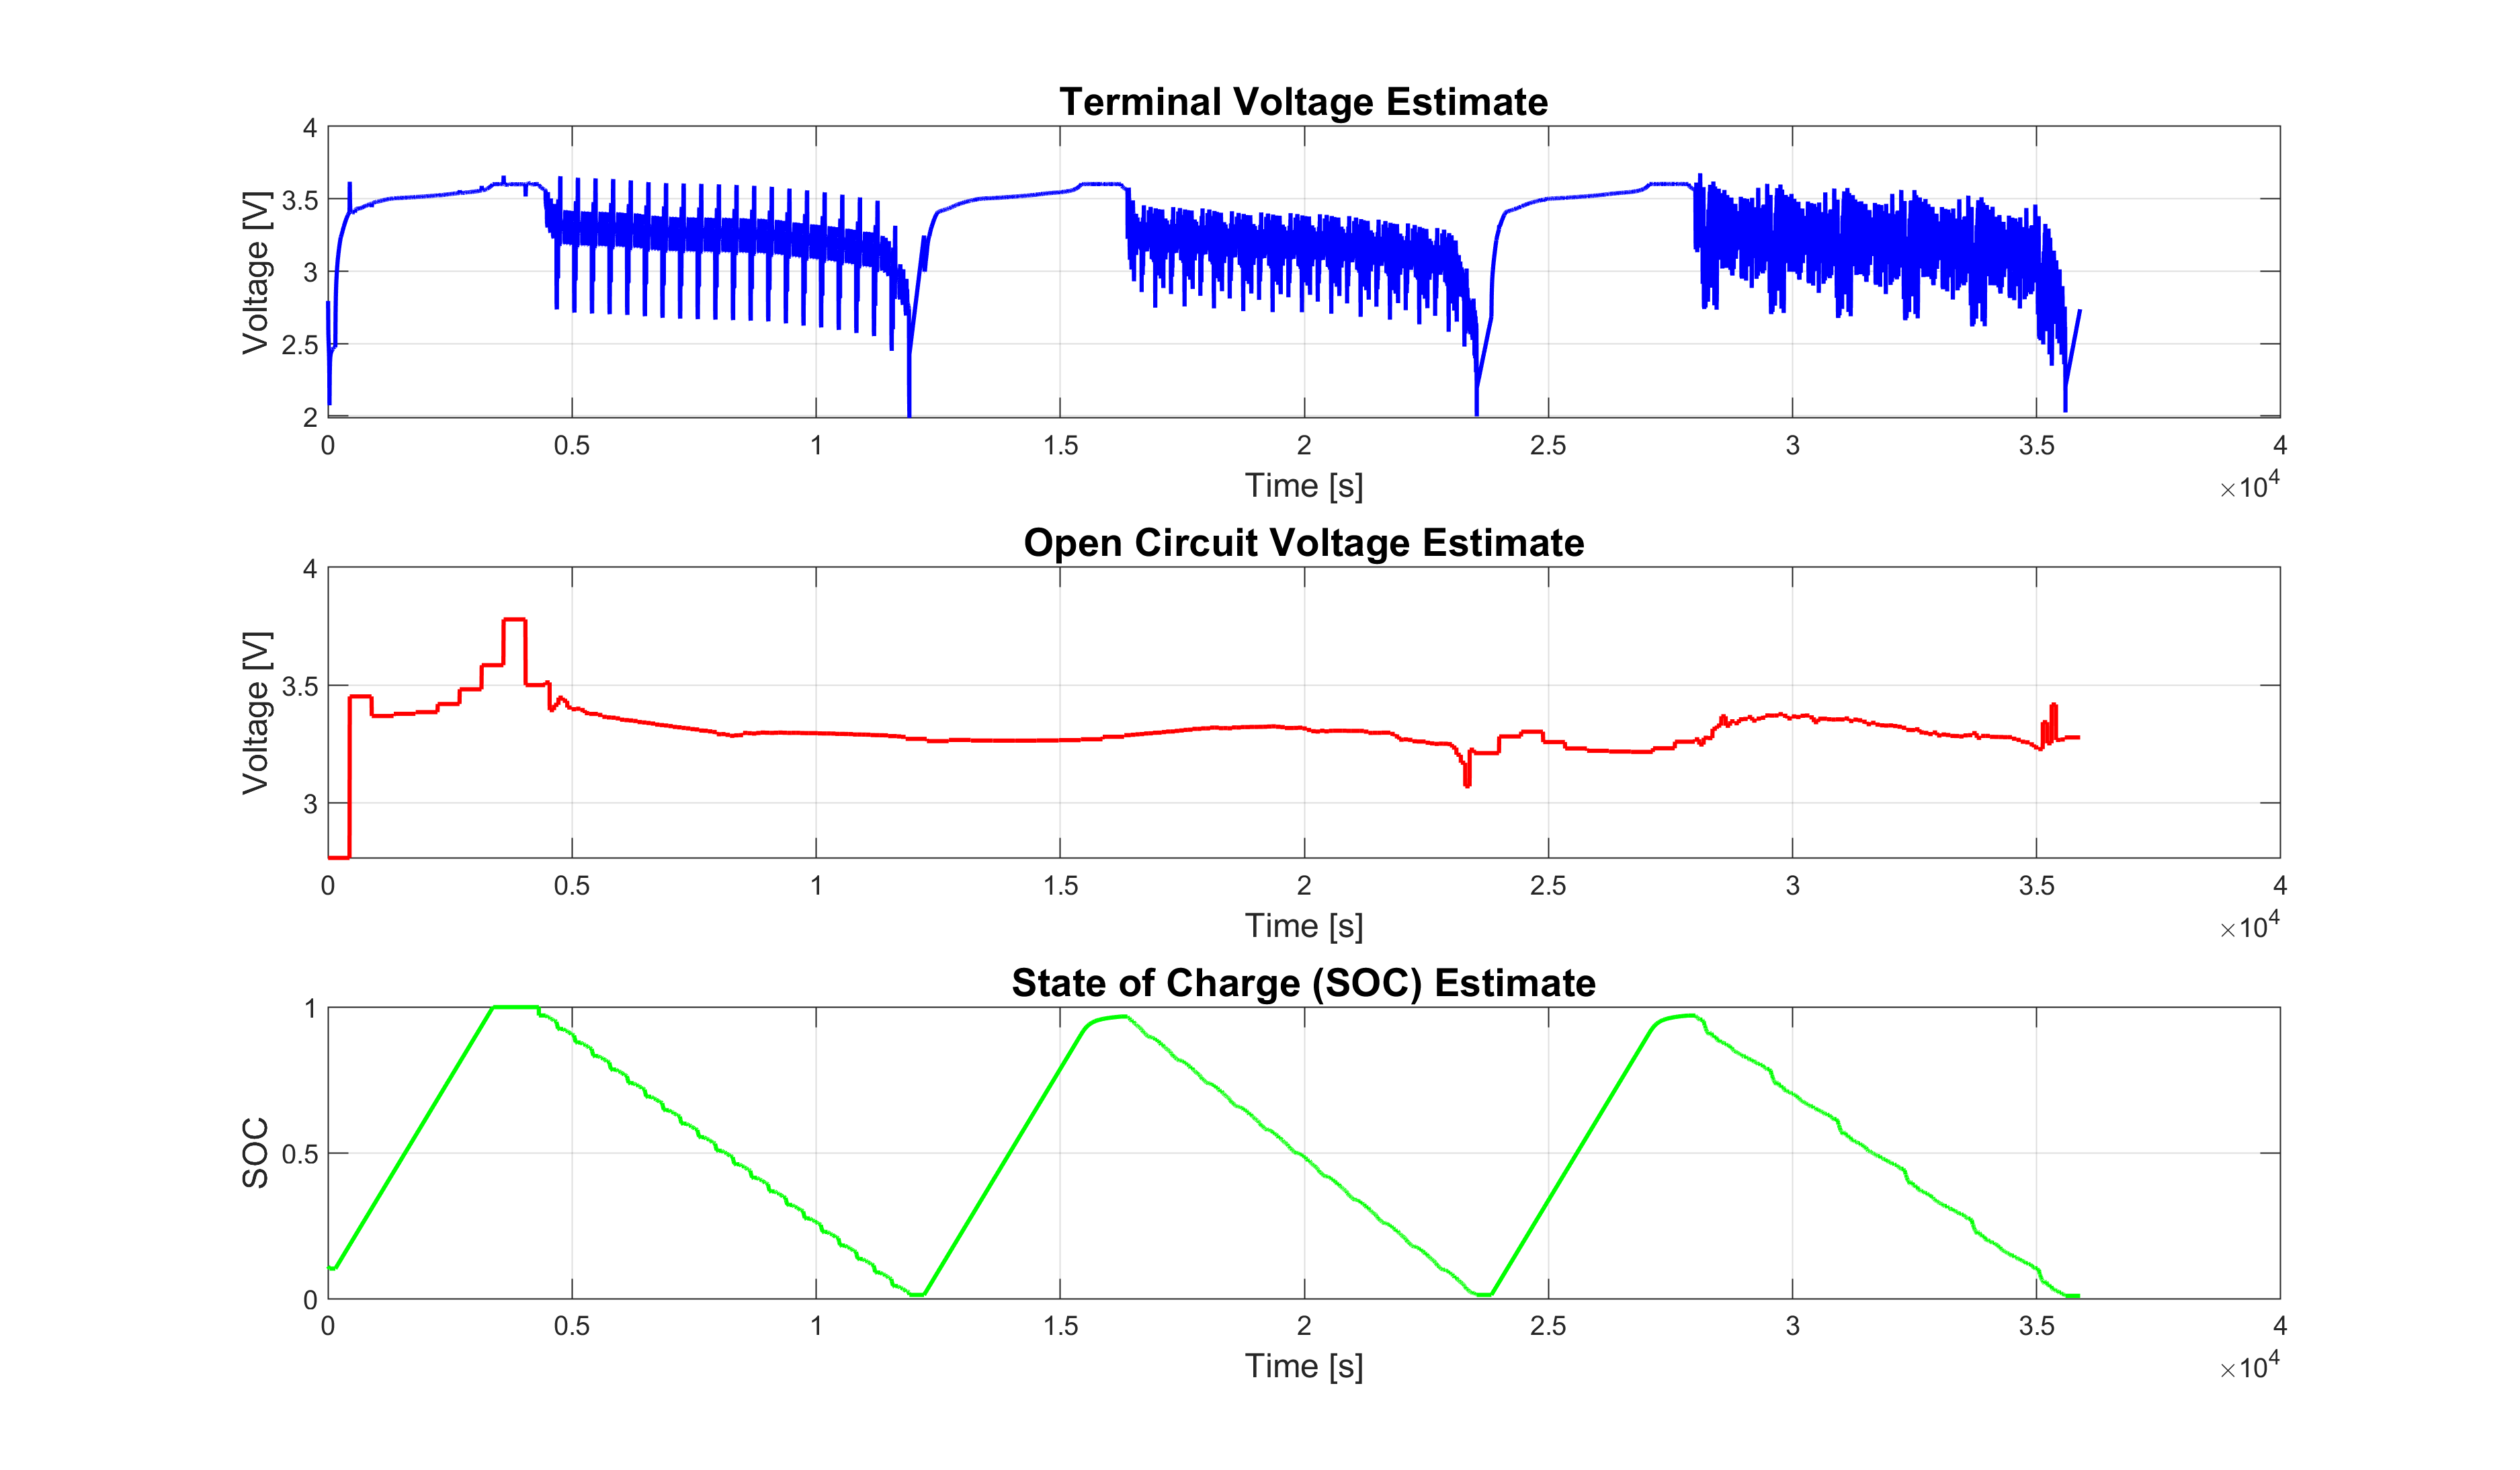 Terminal Voltage Estimate
4
3.5
3
2.5
2
Voltage [V]
0 0.5 1 1.5 2 2.5 3 3.5 4
Time [s]
×10^4
Open Circuit Voltage Estimate
4
3.5
3
Voltage [V]
0 0.5 1 1.5 2 2.5 3 3.5 4
Time [s]
×10^4
State of Charge (SOC) Estimate
1
0.5
0
SOC
0 0.5 1 1.5 2 2.5 3 3.5 4
Time [s]
×10^4